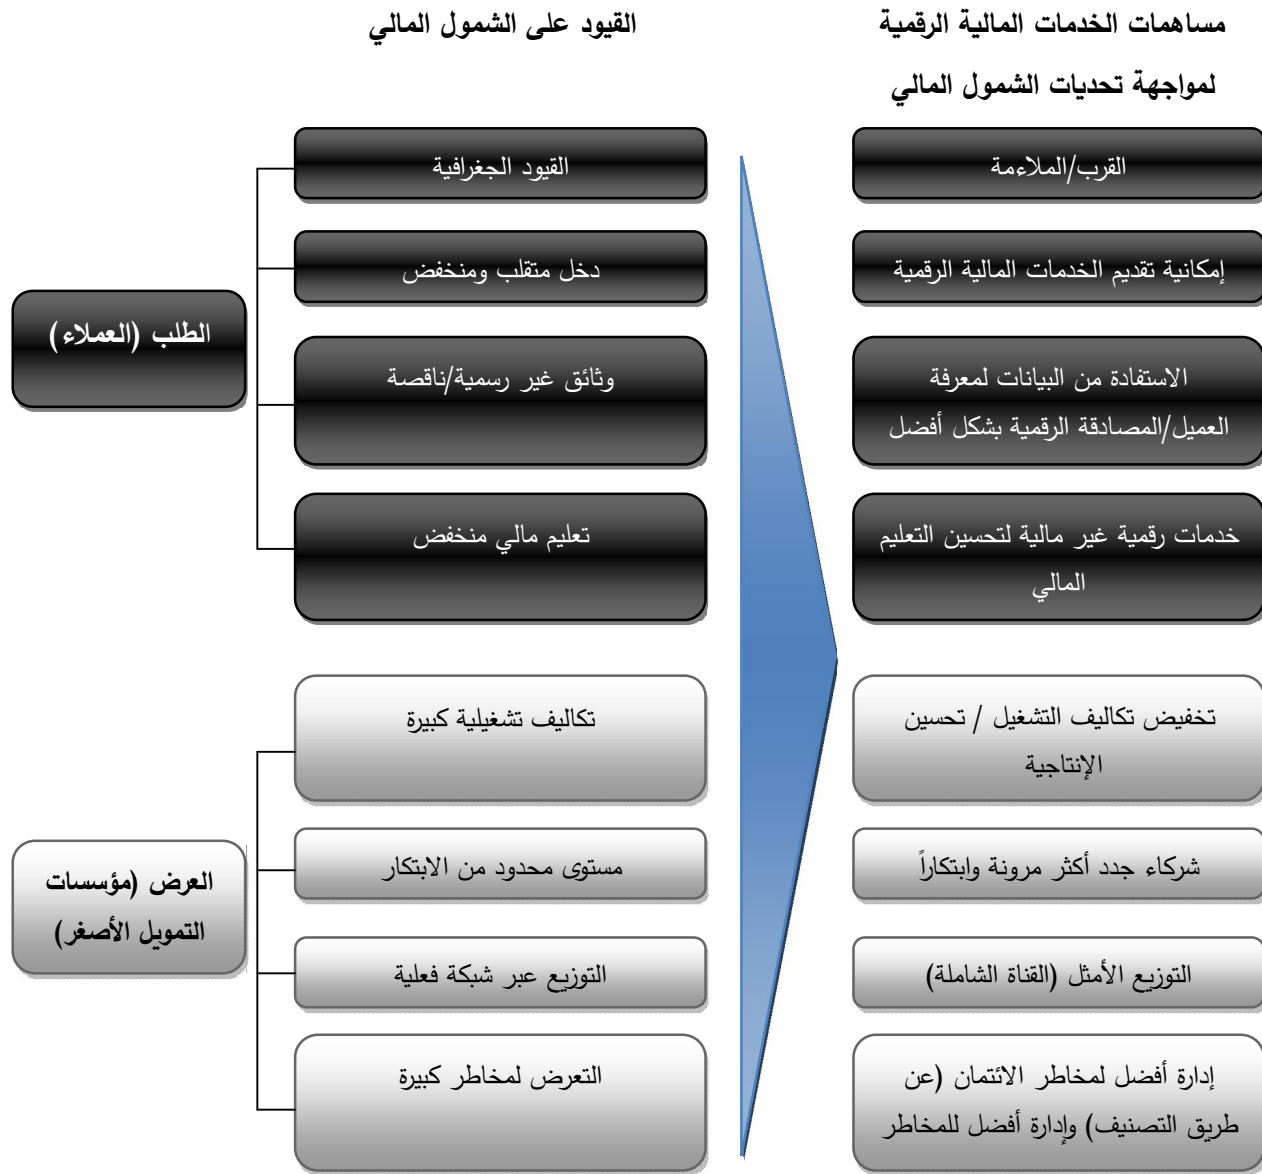 مساهمات الخدمات المالية الرقمية
لمواجهة تحديات الشمول المالي
القيود على الشمول المالي
الطلب (العملاء)
القيود الجغرافية
القرب/الملاءمة
دخل متقلب ومنخفض
إمكانية تقديم الخدمات المالية الرقمية
وثائق غير رسمية/ناقصة
الاستفادة من البيانات لمعرفة
العميل/المصادقة الرقمية بشكل أفضل
تعليم مالي منخفض
خدمات رقمية غير مالية لتحسين التعليم
المالي
العرض (مؤسسات
التمويل الأصغر)
تكاليف تشغيلية كبيرة
تخفيض تكاليف التشغيل / تحسين
الإنتاجية
مستوى محدود من الابتكار
شركاء جدد أكثر مرونة وابتكاراً
التوزيع عبر شبكة فعلية
التوزيع الأمثل (القناة الشاملة)
التعرض لمخاطر كبيرة
إدارة أفضل لمخاطر الائتمان (عن
طريق التصنيف) وإدارة أفضل للمخاطر